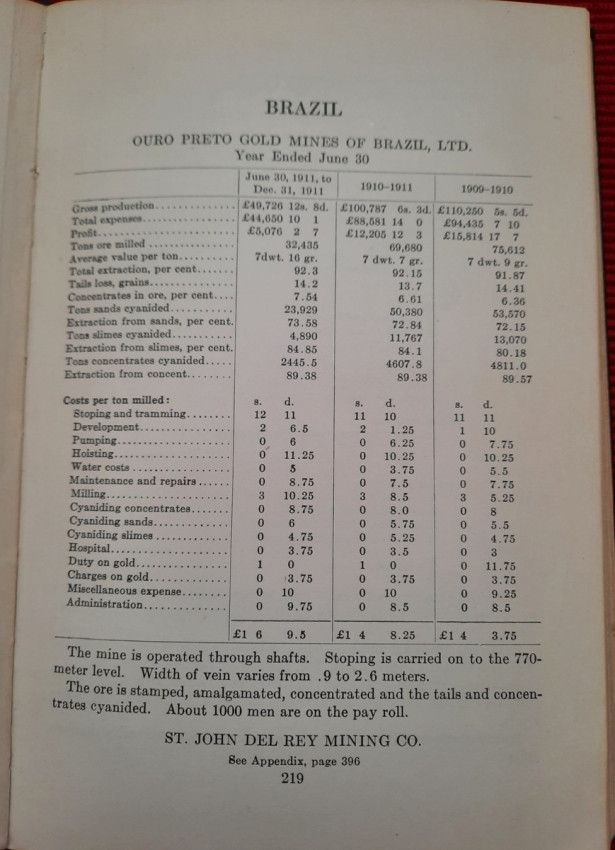 BRAZIL
OURO PRETO GOLD MINES OF BRAZIL, LTD.
Year Ended June 30
June 30, 1911, to Dec. 31, 1911 1910-1911 1909-1910
Gross production.............. £49,726 12s. 8d. £100,787 6s. 3d. £110,250 5s. 5d.
Total expenses.............. £44,650 10 1 £88,581 14 0 £94,435 7 10
Profit.............. £5,076 2 7 £12,205 12 3 £15,814 17 7
Tons ore milled .............. 32,435 69,680 75,612
Average value per ton....... 7dwt. 16 gr. 7 dwt. 7 gr. 7 dwt. 9 gr.
Total extraction, per cent....... 92.3 92.15 91.87
Tails loss, grains.............. 14.2 13.7 14.41
Concentrates in ore, per cent.... 7.54 6.61 6.36
Tons sands cyanided.......... 23,929 50,380 53,570
Extraction from sands, per cent. 73.58 72.84 72.15
Tons slimes cyanided.......... 4,890 11,767 13,070
Extraction from slimes, per cent. 84.85 84.1 80.18
Tons concentrates cyanided..... 2445.5 4607.8 4811.0
Extraction from concent........ 89.38 89.38 89.57
Costs per ton milled: s. d. s. d. s. d.
Stoping and tramming........ 12 11 11 10 11 11
Development.............. 2 6.5 2 1.25 1 10
Pumping.............. 0 6 0 6.25 0 7.75
Hoisting.............. 0 11.25 0 10.25 0 10.25
Water costs .............. 0 5 0 3.75 0 5.5
Maintenance and repairs ...... 0 8.75 0 7.5 0 7.75
Milling.............. 3 10.25 3 8.5 3 5.25
Cyaniding concentrates....... 0 8.75 0 8.0 0 8
Cyaniding sands............ 0 6 0 5.75 0 5.5
Cyaniding slimes ........... 0 4.75 0 5.25 0 4.75
Hospital.............. 0 3.75 0 3.5 0 3
Duty on gold.............. 1 0 1 0 0 11.75
Charges on gold............ 0 3.75 0 3.75 0 3.75
Miscellaneous expense........ 0 10 0 10 0 9.25
Administration.............. 0 9.75 0 8.5 0 8.5
£1 6 9.5 £1 4 8.25 £1 4 3.75
The mine is operated through shafts. Stoping is carried on to the 770-
meter level. Width of vein varies from .9 to 2.6 meters.
The ore is stamped, amalgamated, concentrated and the tails and concen-
trates cyanided. About 1000 men are on the pay roll.
ST. JOHN DEL REY MINING CO.
See Appendix, page 396
219